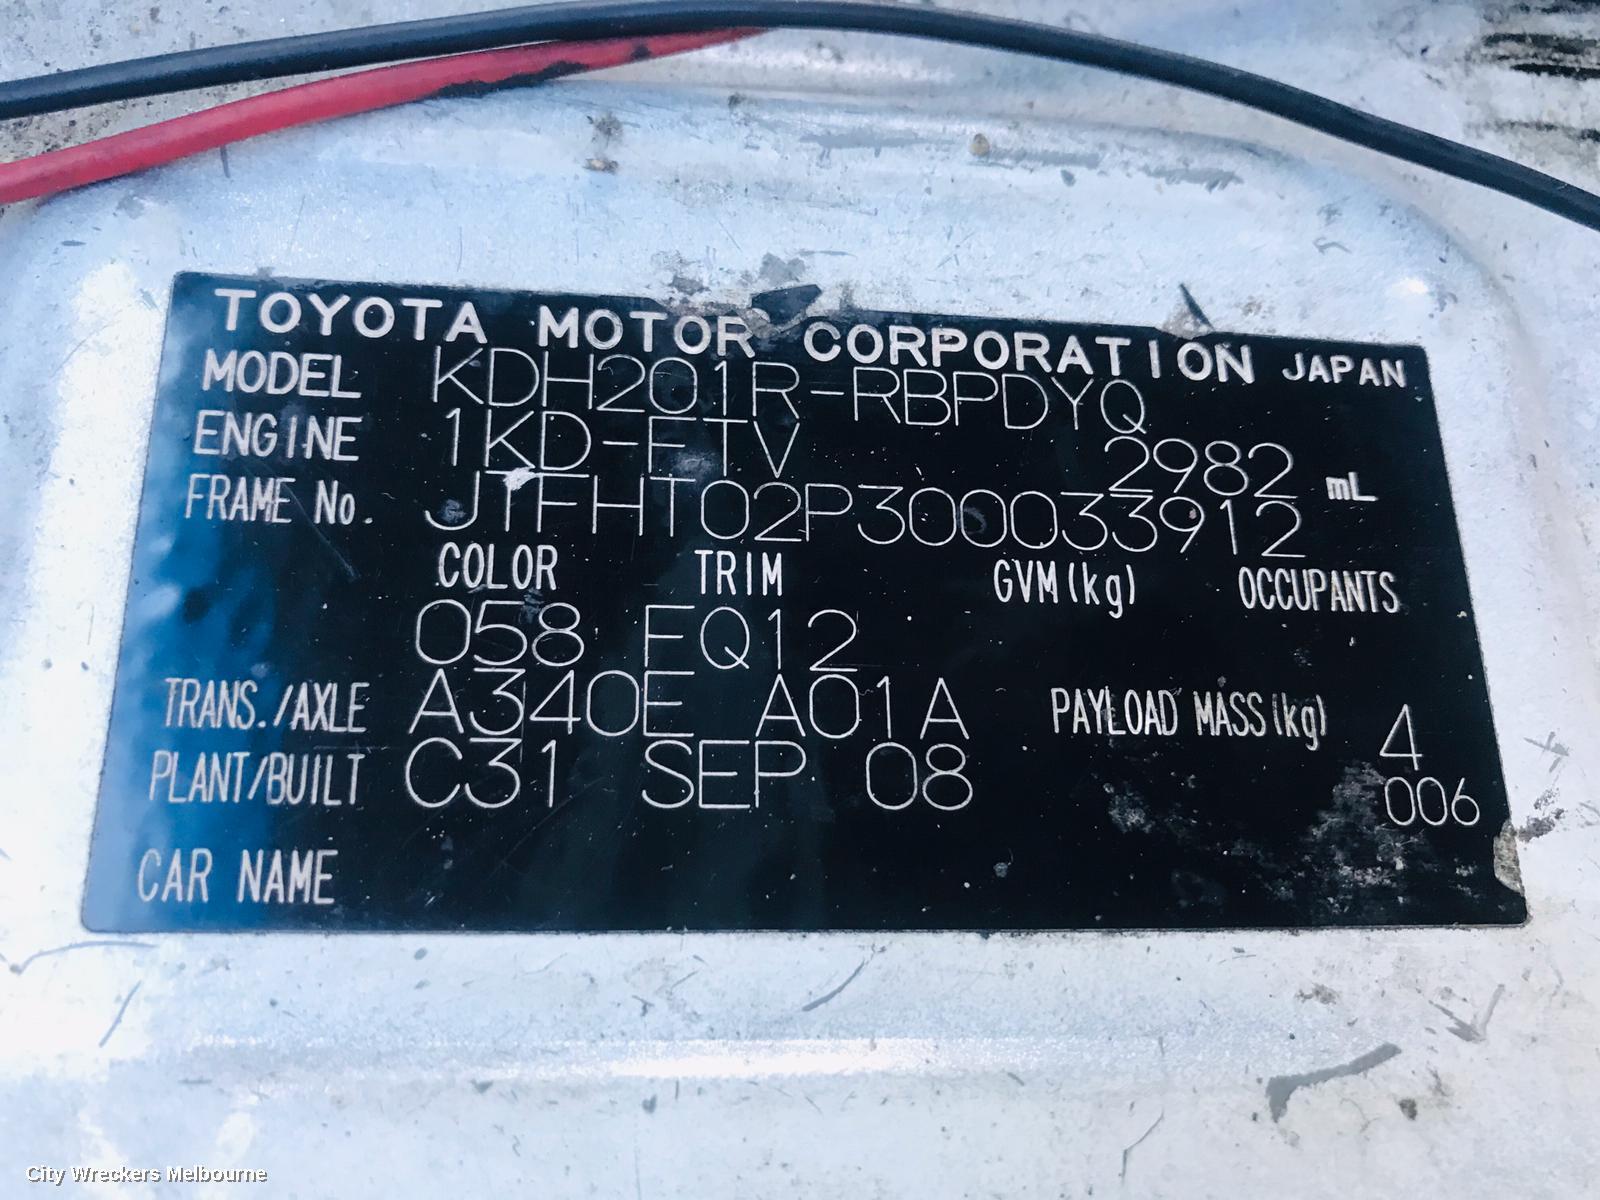 TOYOTA MOTOR CORPORATION JAPAN
MODEL KDH201R-RBPDYQ
ENGINE 1KD-FTV 2982 mL
FRAME No. JTFHT02P300033912
COLOR TRIM GVM(kg) OCCUPANTS
058 FQ12
TRANS./AXLE A340E A01A PAYLOAD MASS(kg) 4
PLANT/BUILT C31 SEP 08 006
CAR NAME
City Wreckers Melbourne